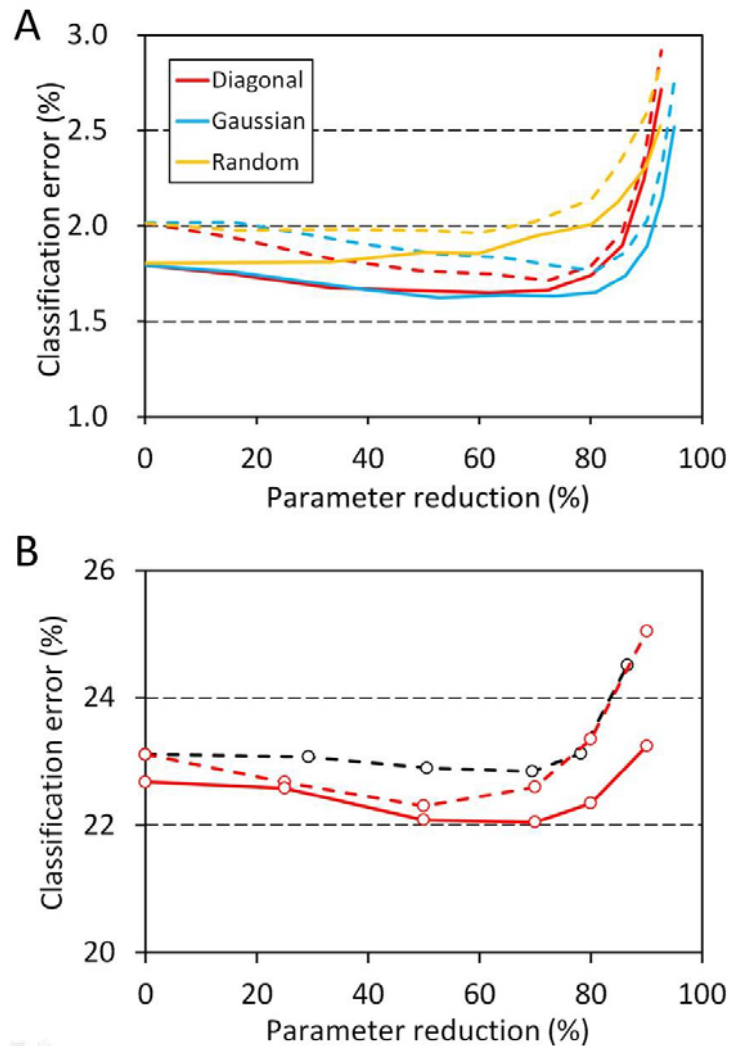 A
Classification error (%)
3.0
2.5
2.0
1.5
1.0
Diagonal
Gaussian
Random
0 20 40 60 80 100
Parameter reduction (%)
B
Classification error (%)
26
24
22
20
0 20 40 60 80 100
Parameter reduction (%)